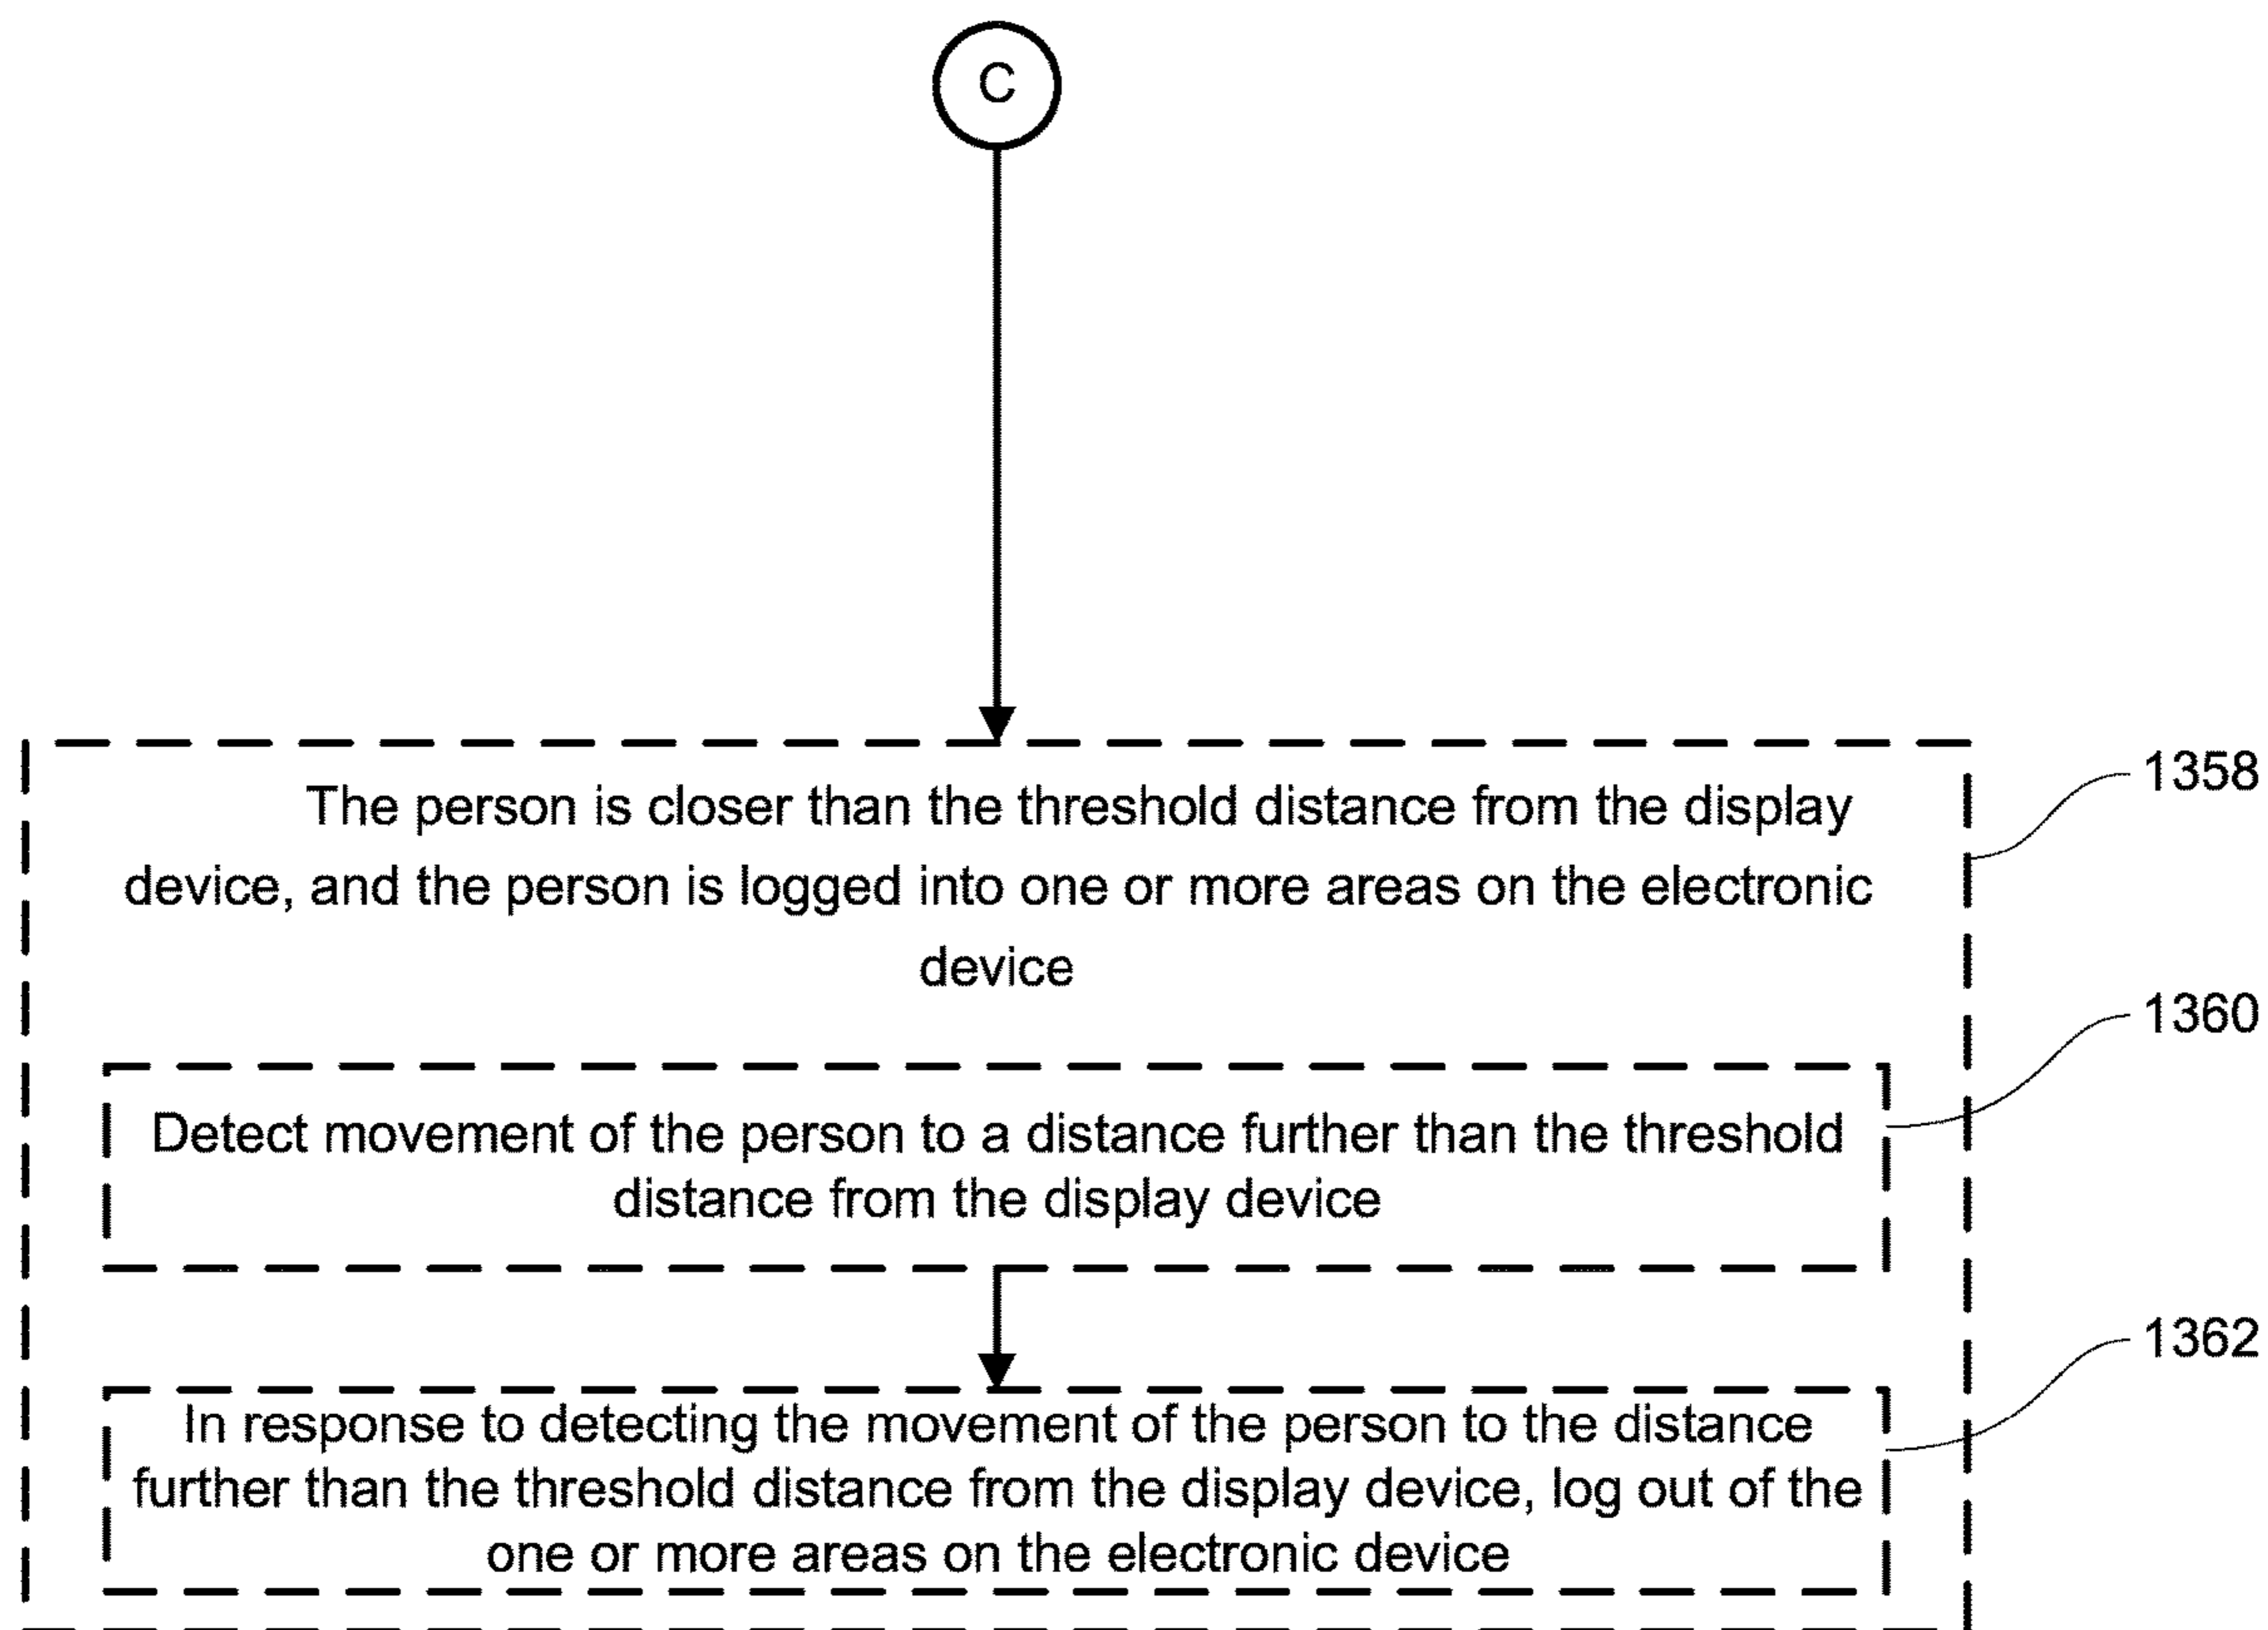 C
The person is closer than the threshold distance from the display
device, and the person is logged into one or more areas on the electronic
device
1358
Detect movement of the person to a distance further than the threshold
distance from the display device
1360
In response to detecting the movement of the person to the distance
further than the threshold distance from the display device, log out of the
one or more areas on the electronic device
1362